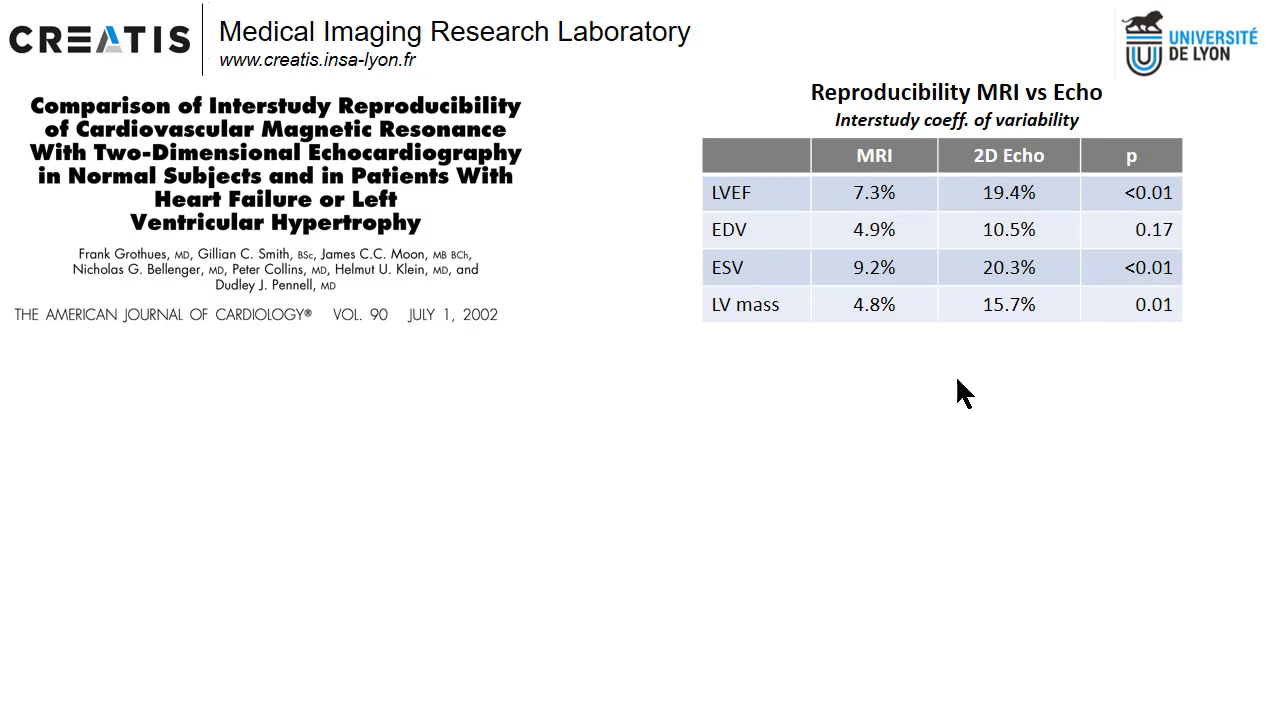 CREATIS
Medical Imaging Research Laboratory
www.creatis.insa-lyon.fr
UNIVERSITÉ
DE LYON
Comparison of Interstudy Reproducibility
of Cardiovascular Magnetic Resonance
With Two-Dimensional Echocardiography
in Normal Subjects and in Patients With
Heart Failure or Left
Ventricular Hypertrophy
Frank Grothues, MD, Gillian C. Smith, BSc, James C.C. Moon, MB BCh,
Nicholas G. Bellenger, MD, Peter Collins, MD, Helmut U. Klein, MD, and
Dudley J. Pennell, MD
THE AMERICAN JOURNAL OF CARDIOLOGY® VOL. 90 JULY 1, 2002
Reproducibility MRI vs Echo
Interstudy coeff. of variability
MRI 2D Echo p
LVEF 7.3% 19.4% <0.01
EDV 4.9% 10.5% 0.17
ESV 9.2% 20.3% <0.01
LV mass 4.8% 15.7% 0.01